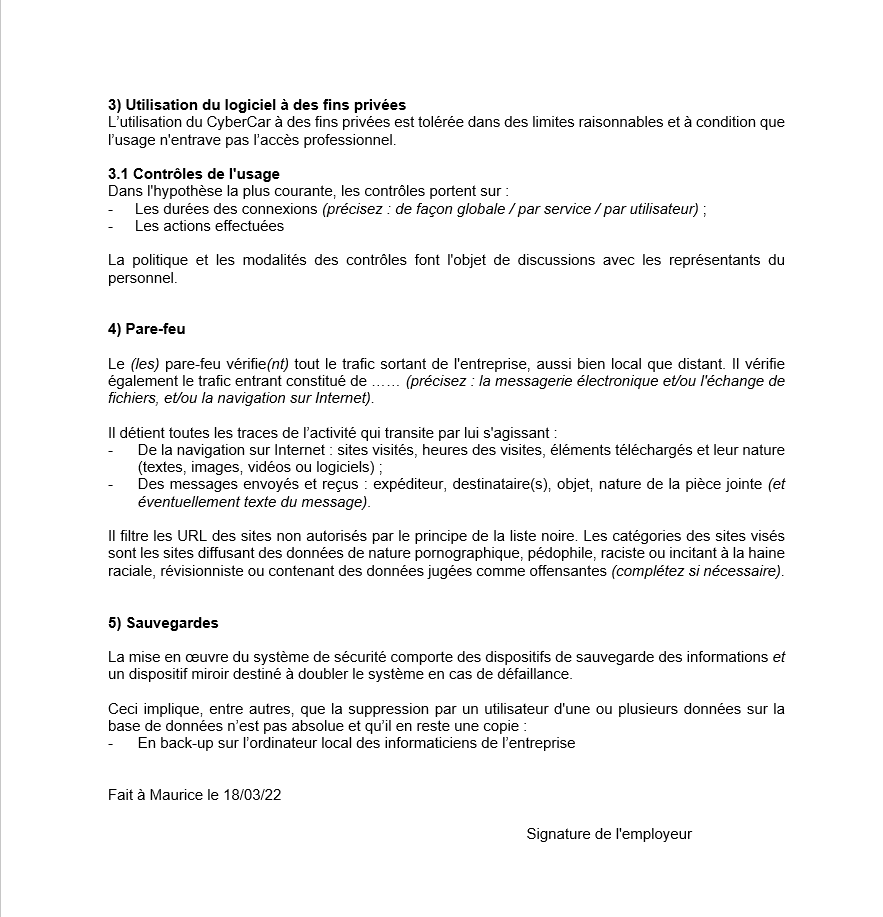 3) Utilisation du logiciel à des fins privées
L’utilisation du CyberCar à des fins privées est tolérée dans des limites raisonnables et à condition que
l’usage n'entrave pas l’accès professionnel.
3.1 Contrôles de l'usage
Dans l'hypothèse la plus courante, les contrôles portent sur :
- Les durées des connexions (précisez : de façon globale / par service / par utilisateur) ;
- Les actions effectuées
La politique et les modalités des contrôles font l'objet de discussions avec les représentants du
personnel.
4) Pare-feu
Le (les) pare-feu vérifie(nt) tout le trafic sortant de l'entreprise, aussi bien local que distant. Il vérifie
également le trafic entrant constitué de …… (précisez : la messagerie électronique et/ou l'échange de
fichiers, et/ou la navigation sur Internet).
Il détient toutes les traces de l’activité qui transite par lui s'agissant :
- De la navigation sur Internet : sites visités, heures des visites, éléments téléchargés et leur nature
(textes, images, vidéos ou logiciels) ;
- Des messages envoyés et reçus : expéditeur, destinataire(s), objet, nature de la pièce jointe (et
éventuellement texte du message).
Il filtre les URL des sites non autorisés par le principe de la liste noire. Les catégories des sites visés
sont les sites diffusant des données de nature pornographique, pédophile, raciste ou incitant à la haine
raciale, révisionniste ou contenant des données jugées comme offensantes (complétez si nécessaire).
5) Sauvegardes
La mise en œuvre du système de sécurité comporte des dispositifs de sauvegarde des informations et
un dispositif miroir destiné à doubler le système en cas de défaillance.
Ceci implique, entre autres, que la suppression par un utilisateur d'une ou plusieurs données sur la
base de données n’est pas absolue et qu’il en reste une copie :
- En back-up sur l’ordinateur local des informaticiens de l’entreprise
Fait à Maurice le 18/03/22
Signature de l'employeur